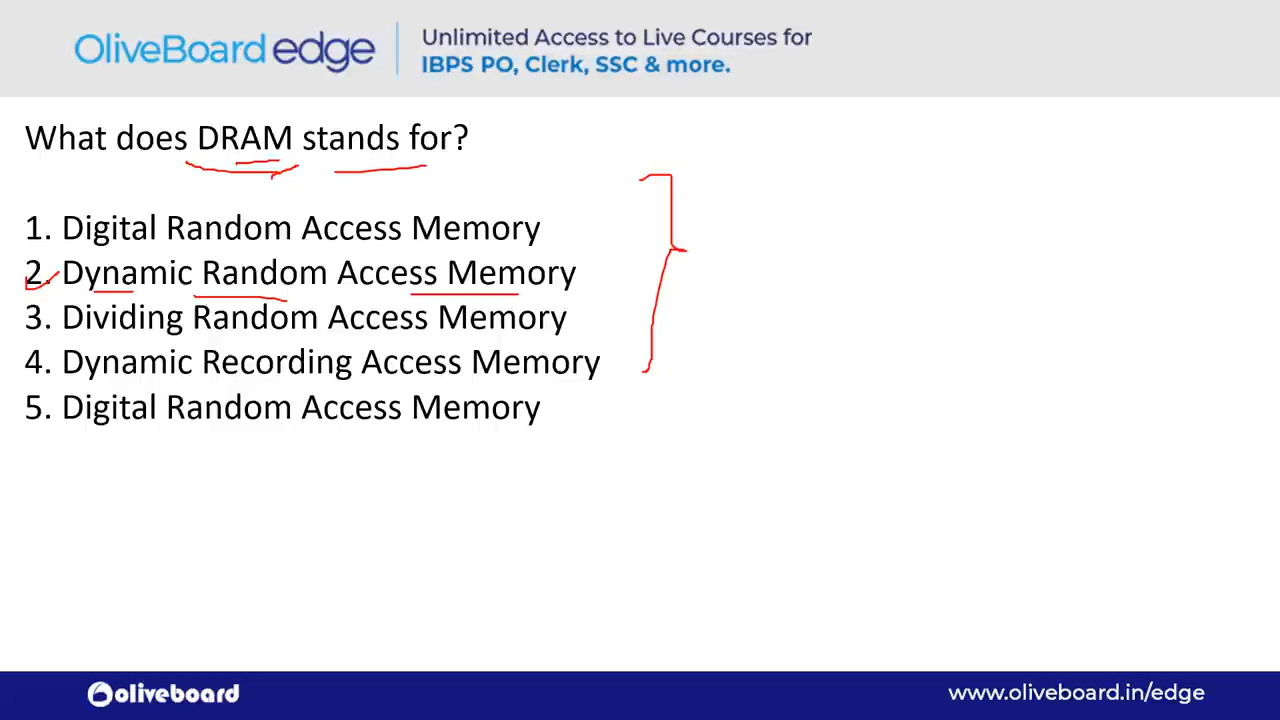 OliveBoard edge
Unlimited Access to Live Courses for
IBPS PO, Clerk, SSC & more.
What does DRAM stands for?
1. Digital Random Access Memory
2. Dynamic Random Access Memory
3. Dividing Random Access Memory
4. Dynamic Recording Access Memory
5. Digital Random Access Memory
oliveboard
www.oliveboard.in/edge